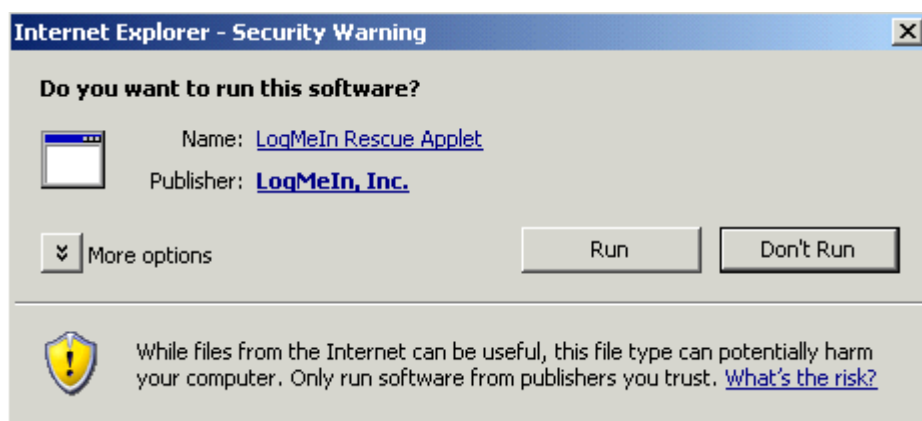 Internet Explorer - Security Warning
Do you want to run this software?
Name: LogMeIn Rescue Applet
Publisher: LogMeIn, Inc.
More options
Run
Don't Run
While files from the Internet can be useful, this file type can potentially harm
your computer. Only run software from publishers you trust. What's the risk?